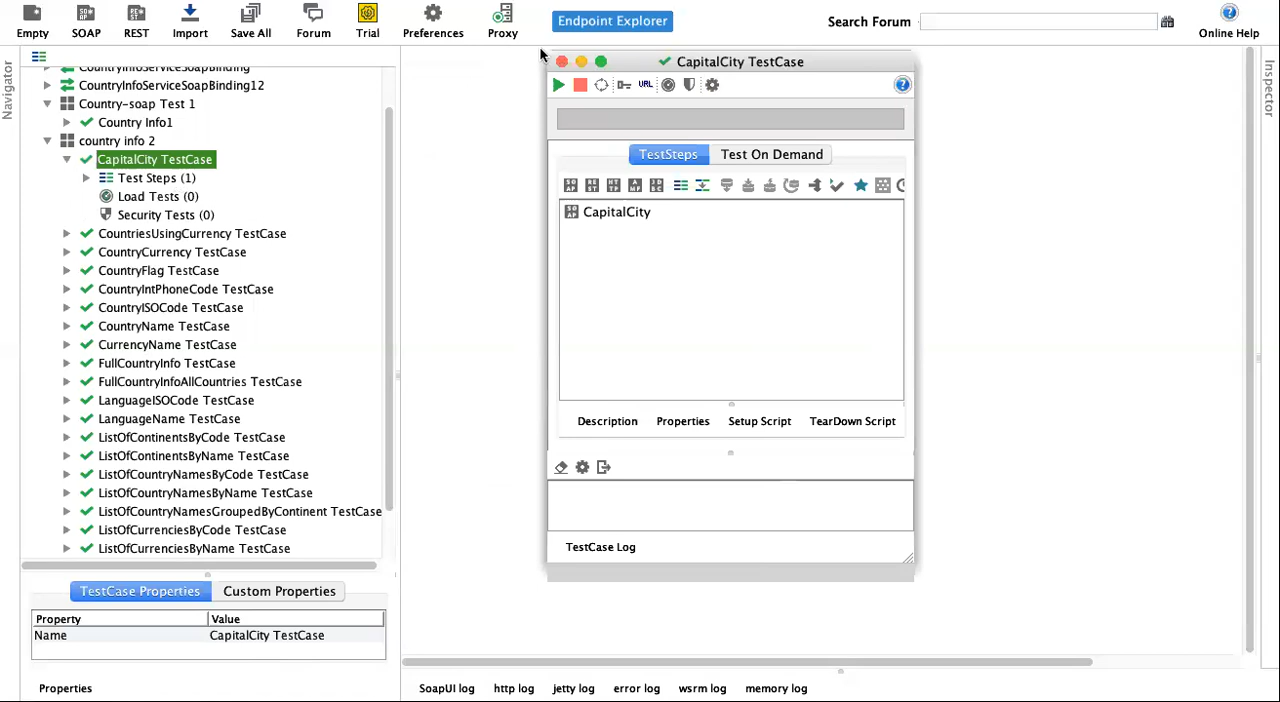 Empty SOAP REST Import Save All Forum Trial Preferences Proxy
Endpoint Explorer
Search Forum
Online Help
Navigator
CountryInfoServiceSoapBinding
CountryInfoServiceSoapBinding12
Country-soap Test 1
Country Info1
country info 2
CapitalCity TestCase
Test Steps (1)
Load Tests (0)
Security Tests (0)
CountriesUsingCurrency TestCase
CountryCurrency TestCase
CountryFlag TestCase
CountryIntPhoneCode TestCase
CountryISOCode TestCase
CountryName TestCase
CurrencyName TestCase
FullCountryInfo TestCase
FullCountryInfoAllCountries TestCase
LanguageISOCode TestCase
LanguageName TestCase
ListOfContinentsByCode TestCase
ListOfContinentsByName TestCase
ListOfCountryNamesByCode TestCase
ListOfCountryNamesByName TestCase
ListOfCountryNamesGroupedByContinent TestCase
ListOfCurrenciesByCode TestCase
ListOfCurrenciesByName TestCase
TestCase Properties Custom Properties
Property Value
Name CapitalCity TestCase
Properties
CapitalCity TestCase
URL
TestSteps Test On Demand
CapitalCity
Description Properties Setup Script TearDown Script
TestCase Log
SoapUI log http log jetty log error log wsrm log memory log
Inspector